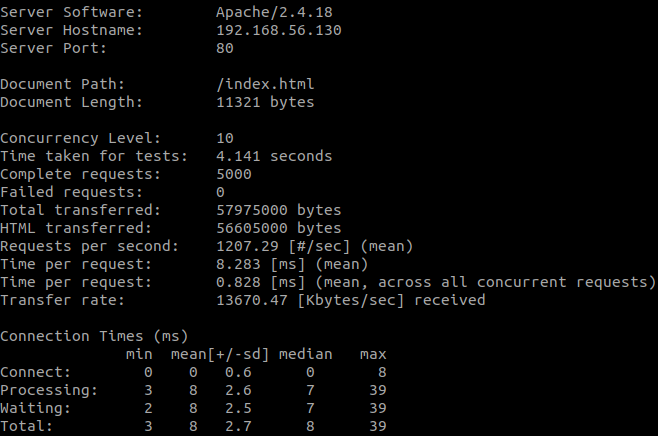 Server Software:        Apache/2.4.18
Server Hostname:        192.168.56.130
Server Port:            80

Document Path:          /index.html
Document Length:        11321 bytes

Concurrency Level:      10
Time taken for tests:   4.141 seconds
Complete requests:      5000
Failed requests:        0
Total transferred:      57975000 bytes
HTML transferred:       56605000 bytes
Requests per second:    1207.29 [#/sec] (mean)
Time per request:       8.283 [ms] (mean)
Time per request:       0.828 [ms] (mean, across all concurrent requests)
Transfer rate:          13670.47 [Kbytes/sec] received

Connection Times (ms)
              min  mean[+/-sd] median   max
Connect:        0    0   0.6      0       8
Processing:     3    8   2.6      7      39
Waiting:        2    8   2.5      7      39
Total:          3    8   2.7      8      39